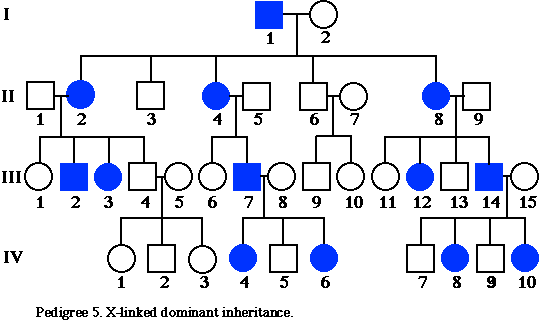 I
1 2
II
1 2 3 4 5 6 7 8 9
III
1 2 3 4 5 6 7 8 9 10 11 12 13 14 15
IV
1 2 3 4 5 6 7 8 9 10
Pedigree 5. X-linked dominant inheritance.